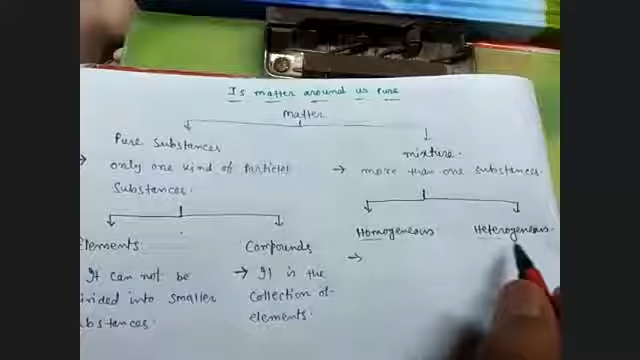 Is matter around us Pure
Matter
Pure Substances
only one kind of Particles
Substances.
Elements
It can not be
divided into smaller
substances.
Compounds
→ It is the
collection of
elements.
mixture.
→ more than one substances.
Homogeneous
→
Heterogeneous.